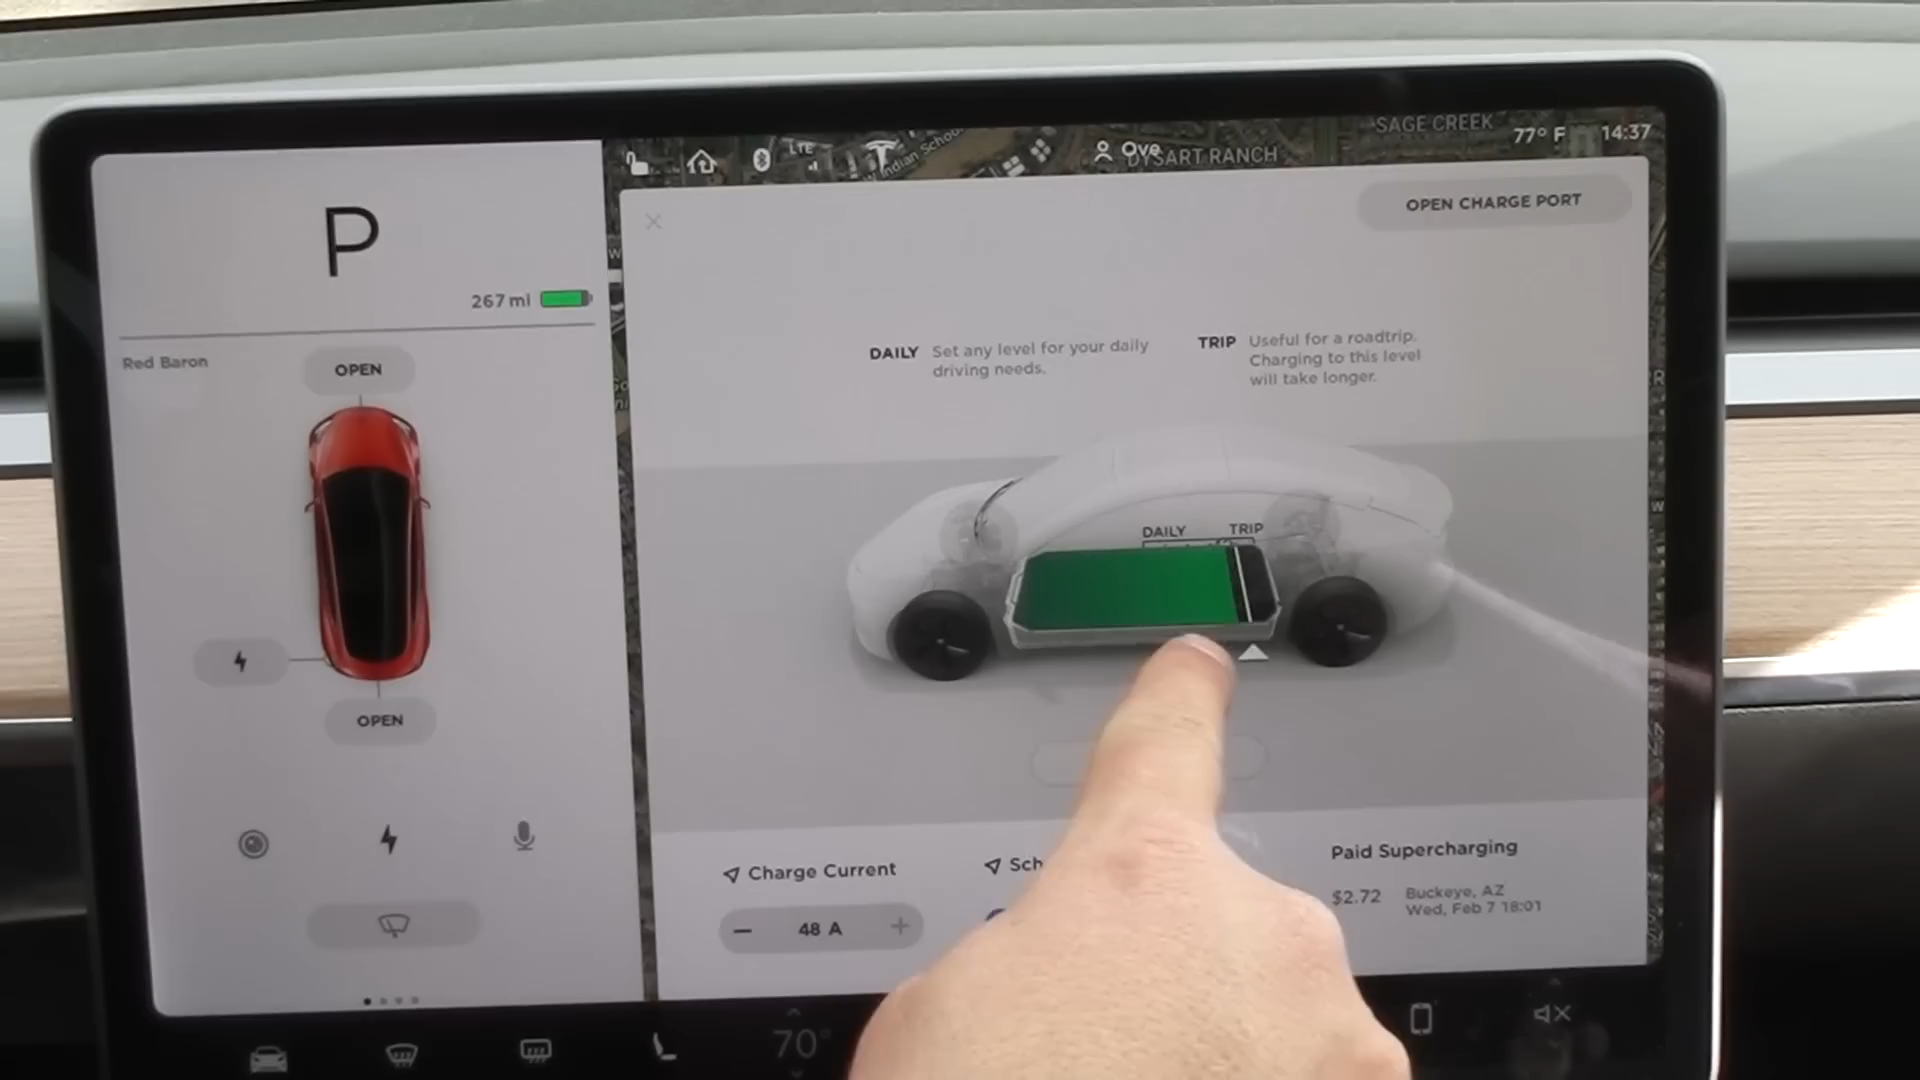 P
267 mi
Red Baron
OPEN
OPEN
LTE
Indian School
Ove
DYSART RANCH
SAGE CREEK
77° F
14:37
OPEN CHARGE PORT
DAILY Set any level for your daily
driving needs.
TRIP Useful for a roadtrip.
Charging to this level
will take longer.
DAILY
TRIP
Charge Current
48 A
Sch
Paid Supercharging
$2.72
Buckeye, AZ
Wed, Feb 7 18:01
70°